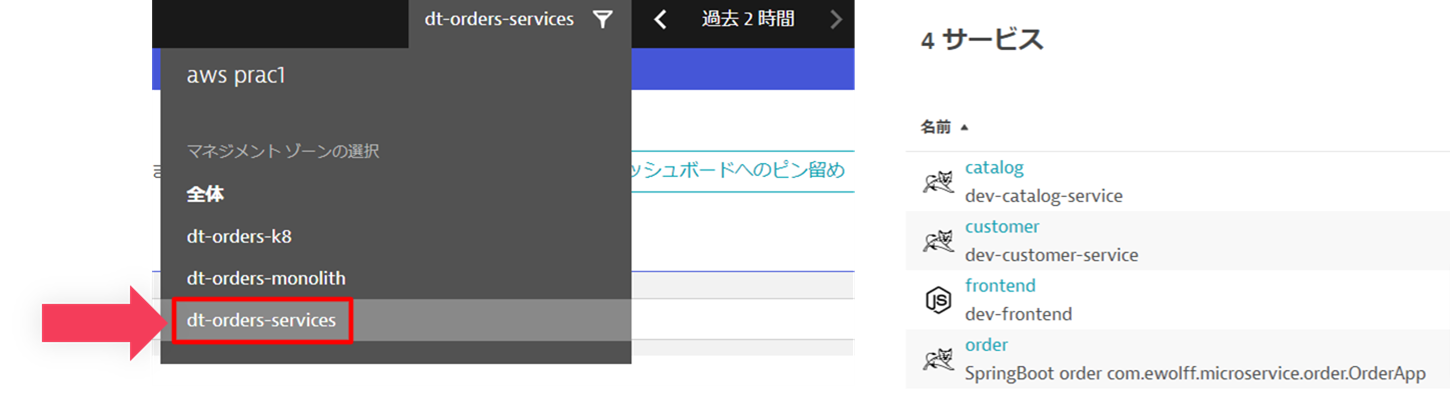 dt-orders-services
過去 2 時間
aws prac1
マネジメント ゾーンの選択
全体
ッシュボードへのピン留め
dt-orders-k8
dt-orders-monolith
dt-orders-services
4 サービス
名前
catalog
dev-catalog-service
customer
dev-customer-service
JS
frontend
dev-frontend
order
SpringBoot order com.ewolff.microservice.order.OrderApp